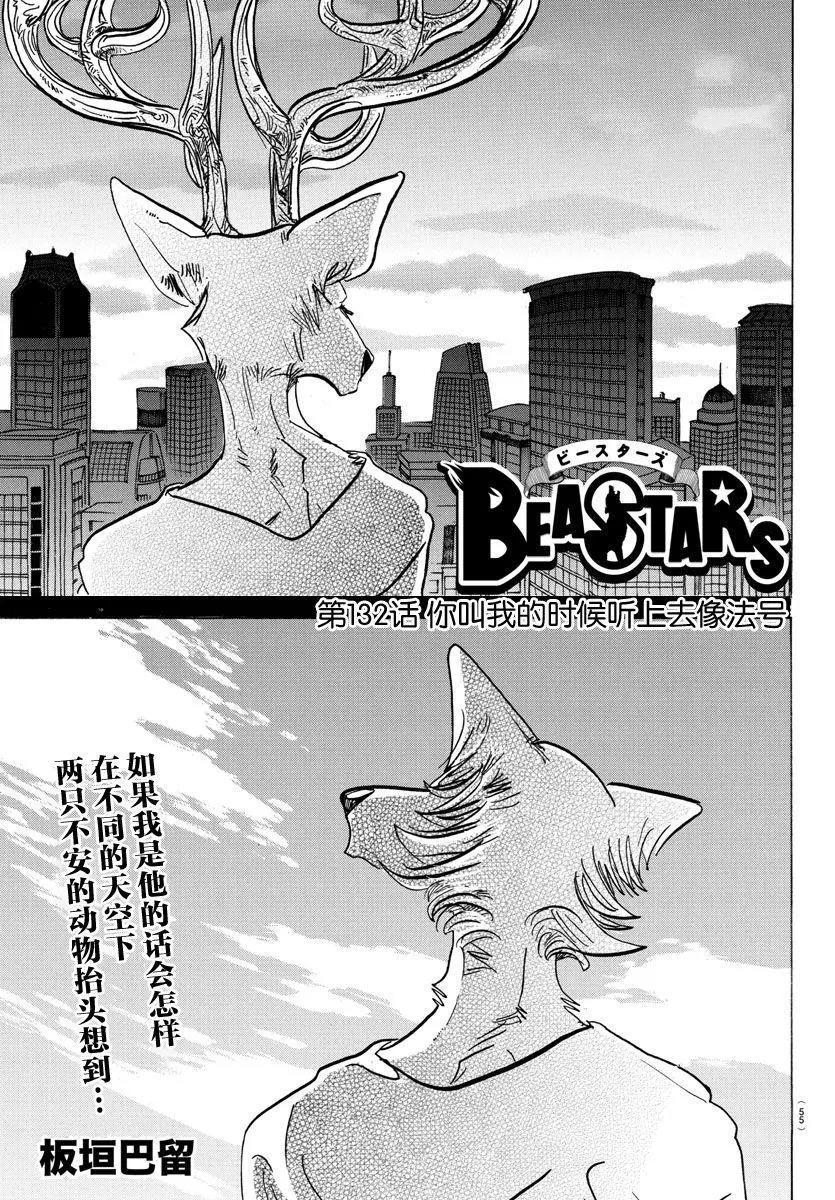 ビースターズ
BEASTARS
第132话 你叫我的时候听上去像法号
如果我是他的话会怎样
在不同的天空下
两只不安的动物抬头想到…
板垣巴留
(55)